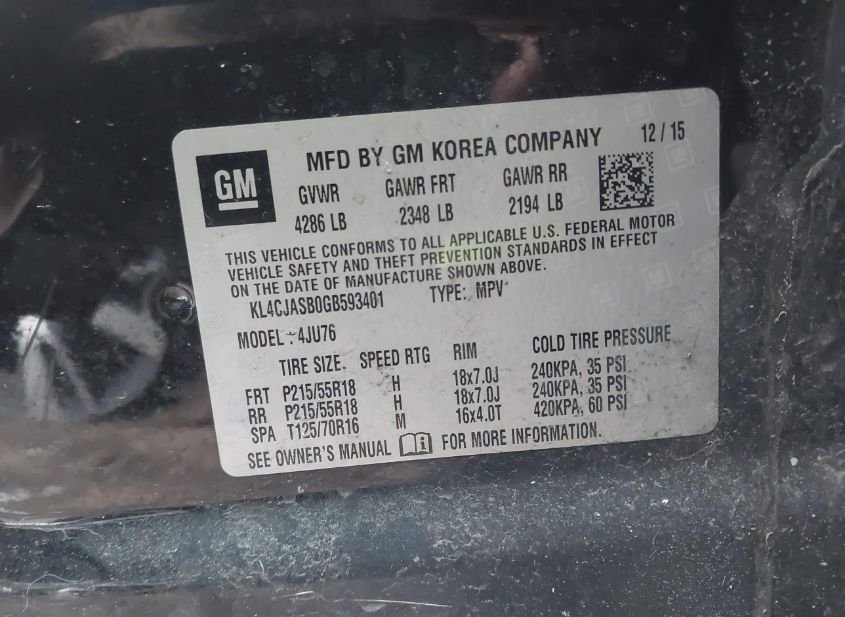 GM
MFD BY GM KOREA COMPANY 12 / 15
GVWR GAWR FRT GAWR RR
4286 LB 2348 LB 2194 LB
THIS VEHICLE CONFORMS TO ALL APPLICABLE U.S. FEDERAL MOTOR
VEHICLE SAFETY AND THEFT PREVENTION STANDARDS IN EFFECT
ON THE DATE OF MANUFACTURE SHOWN ABOVE.
KL4CJASB0GB593401 TYPE: MPV
MODEL : 4JU76
TIRE SIZE. SPEED RTG RIM COLD TIRE PRESSURE
FRT P215/55R18 H 18x7.0J 240KPA, 35 PSI
RR P215/55R18 H 18x7.0J 240KPA, 35 PSI
SPA T125/70R16 M 16x4.0T 420KPA, 60 PSI
SEE OWNER'S MANUAL FOR MORE INFORMATION.